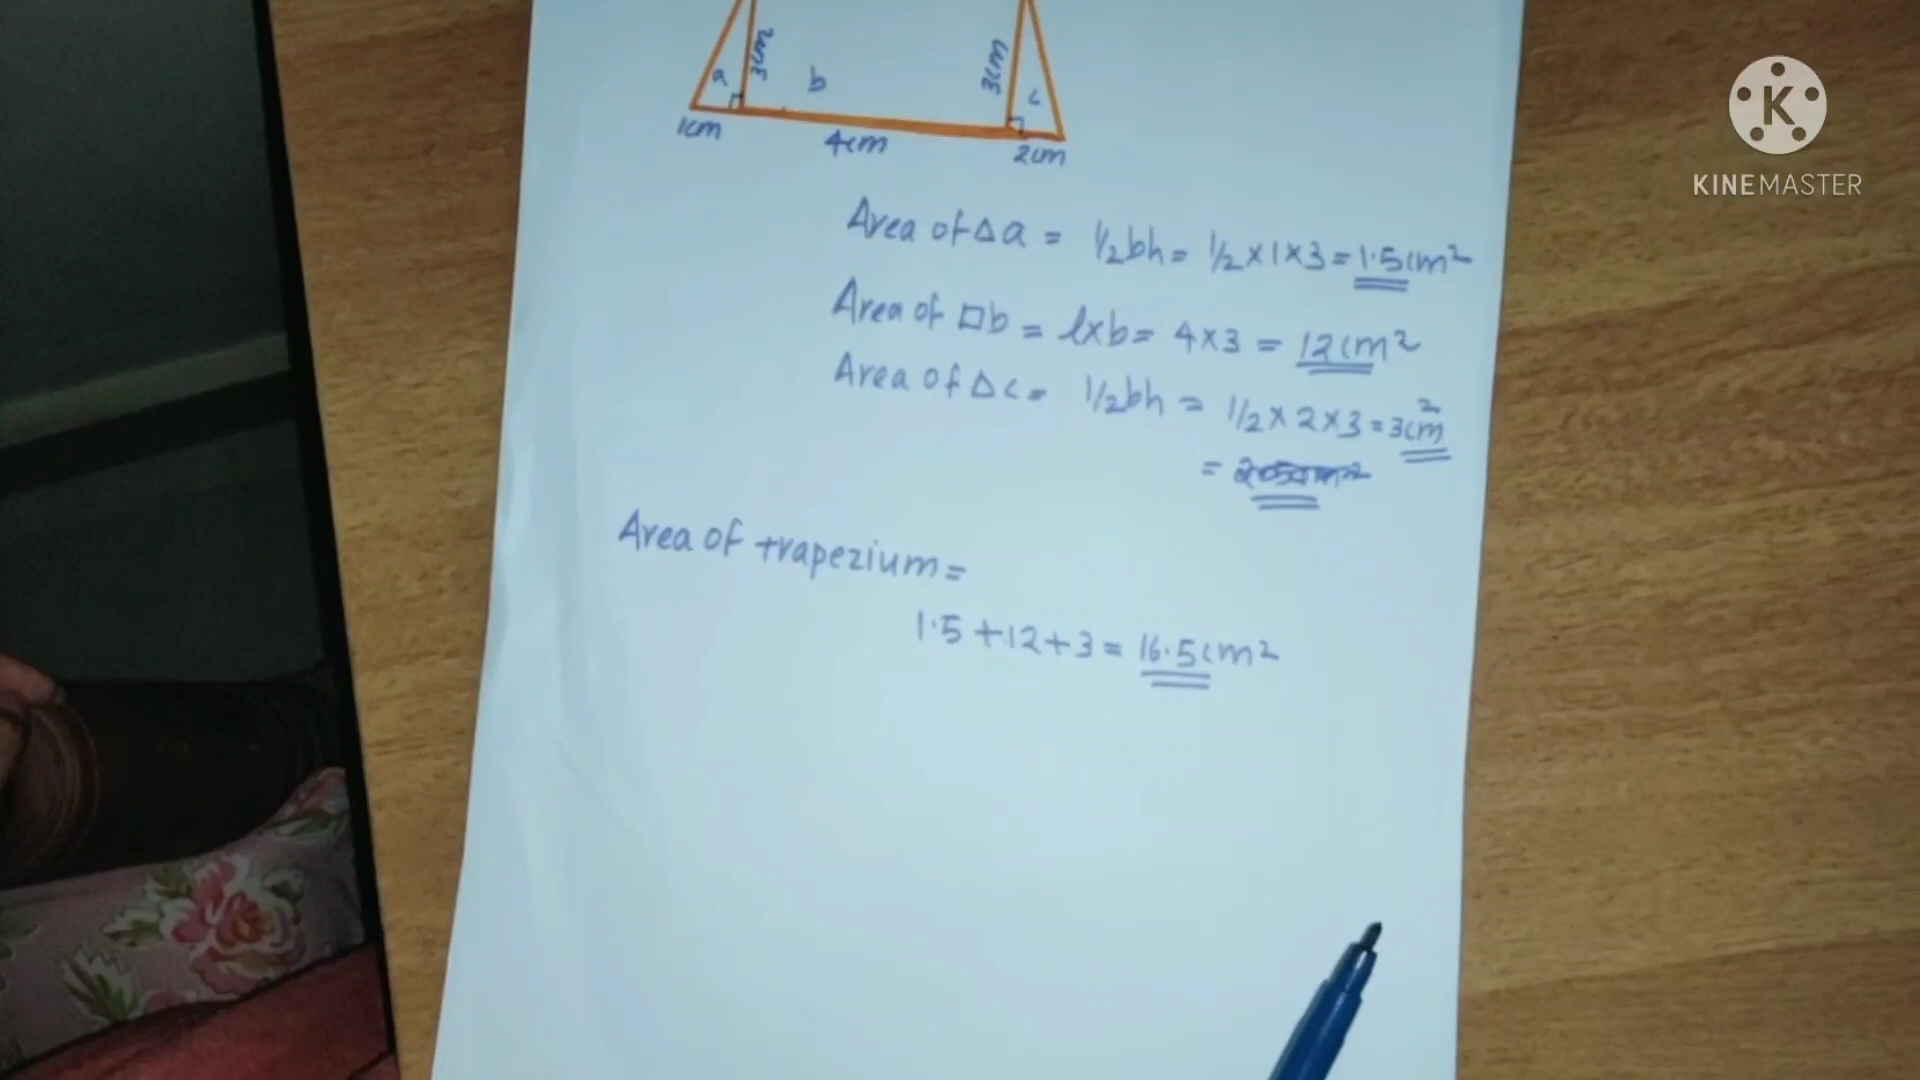 3cm
3cm
a
b
c
1cm
4cm
2cm
K
KINEMASTER
Area of Δa = 1/2bh = 1/2 × 1 × 3 = 1.5cm²
Area of □b = l×b = 4×3 = 12cm²
Area of Δc = 1/2bh = 1/2 × 2 × 3 = 3cm²
=
Area of trapezium =
1.5 + 12 + 3 = 16.5cm²